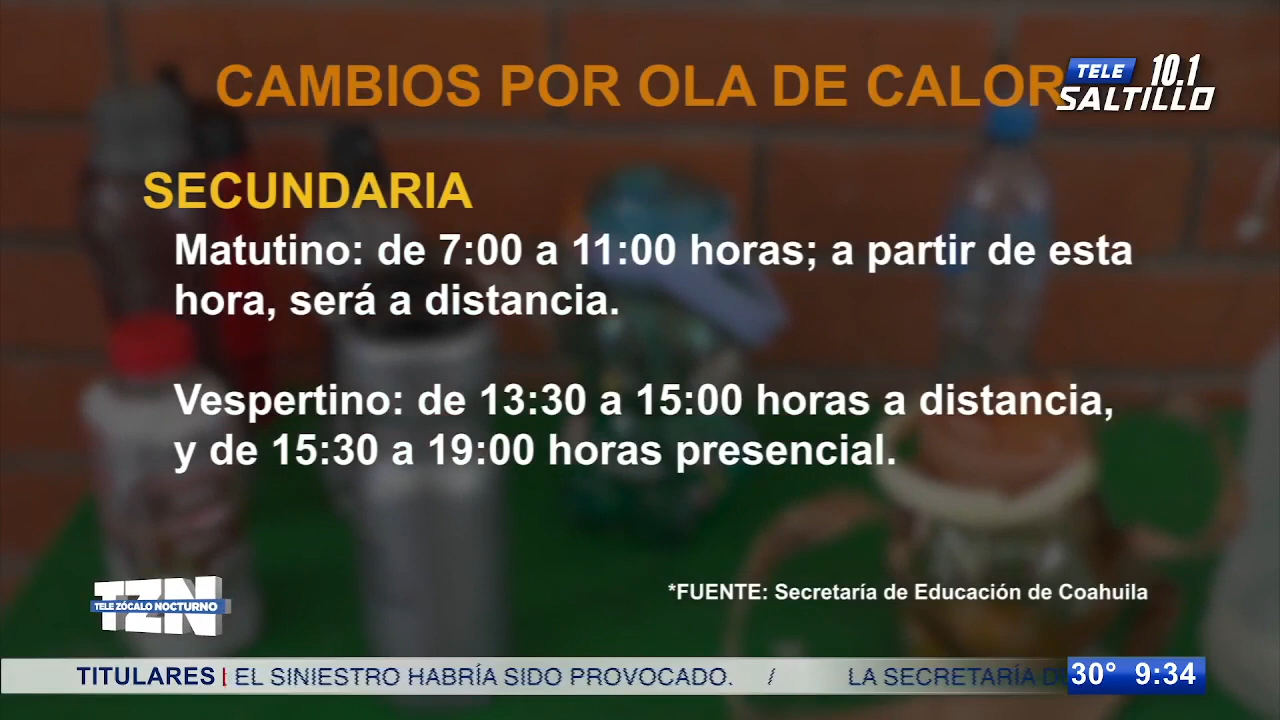 CAMBIOS POR OLA DE CALOR
TELE 10.1
SALTILLO
SECUNDARIA
Matutino: de 7:00 a 11:00 horas; a partir de esta
hora, será a distancia.
Vespertino: de 13:30 a 15:00 horas a distancia,
y de 15:30 a 19:00 horas presencial.
*FUENTE: Secretaría de Educación de Coahuila
TZN
TELE ZÓCALO NOCTURNO
TITULARES EL SINIESTRO HABRÍA SIDO PROVOCADO. / LA SECRETARÍA 30° 9:34